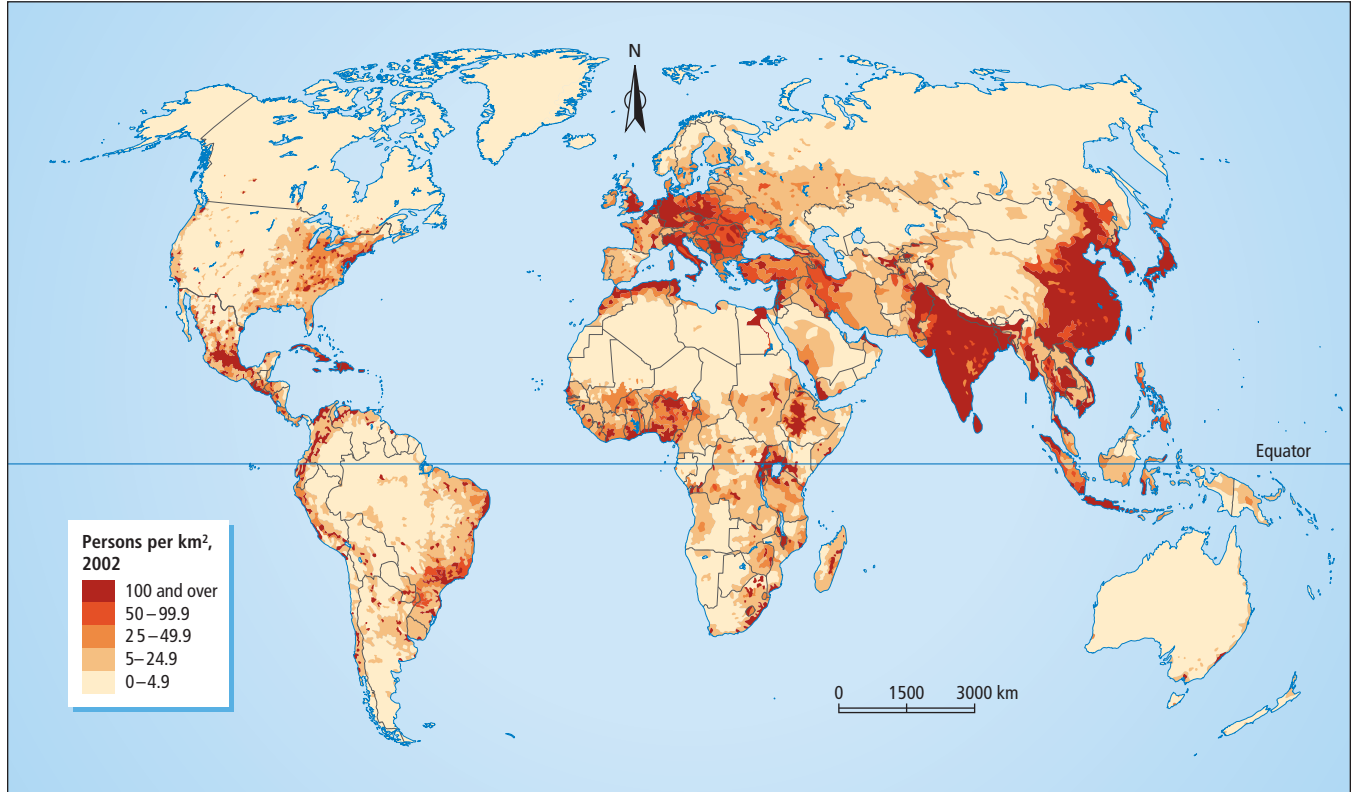 N
Equator
Persons per km²,
2002
100 and over
50–99.9
25–49.9
5–24.9
0–4.9
0 1500 3000 km